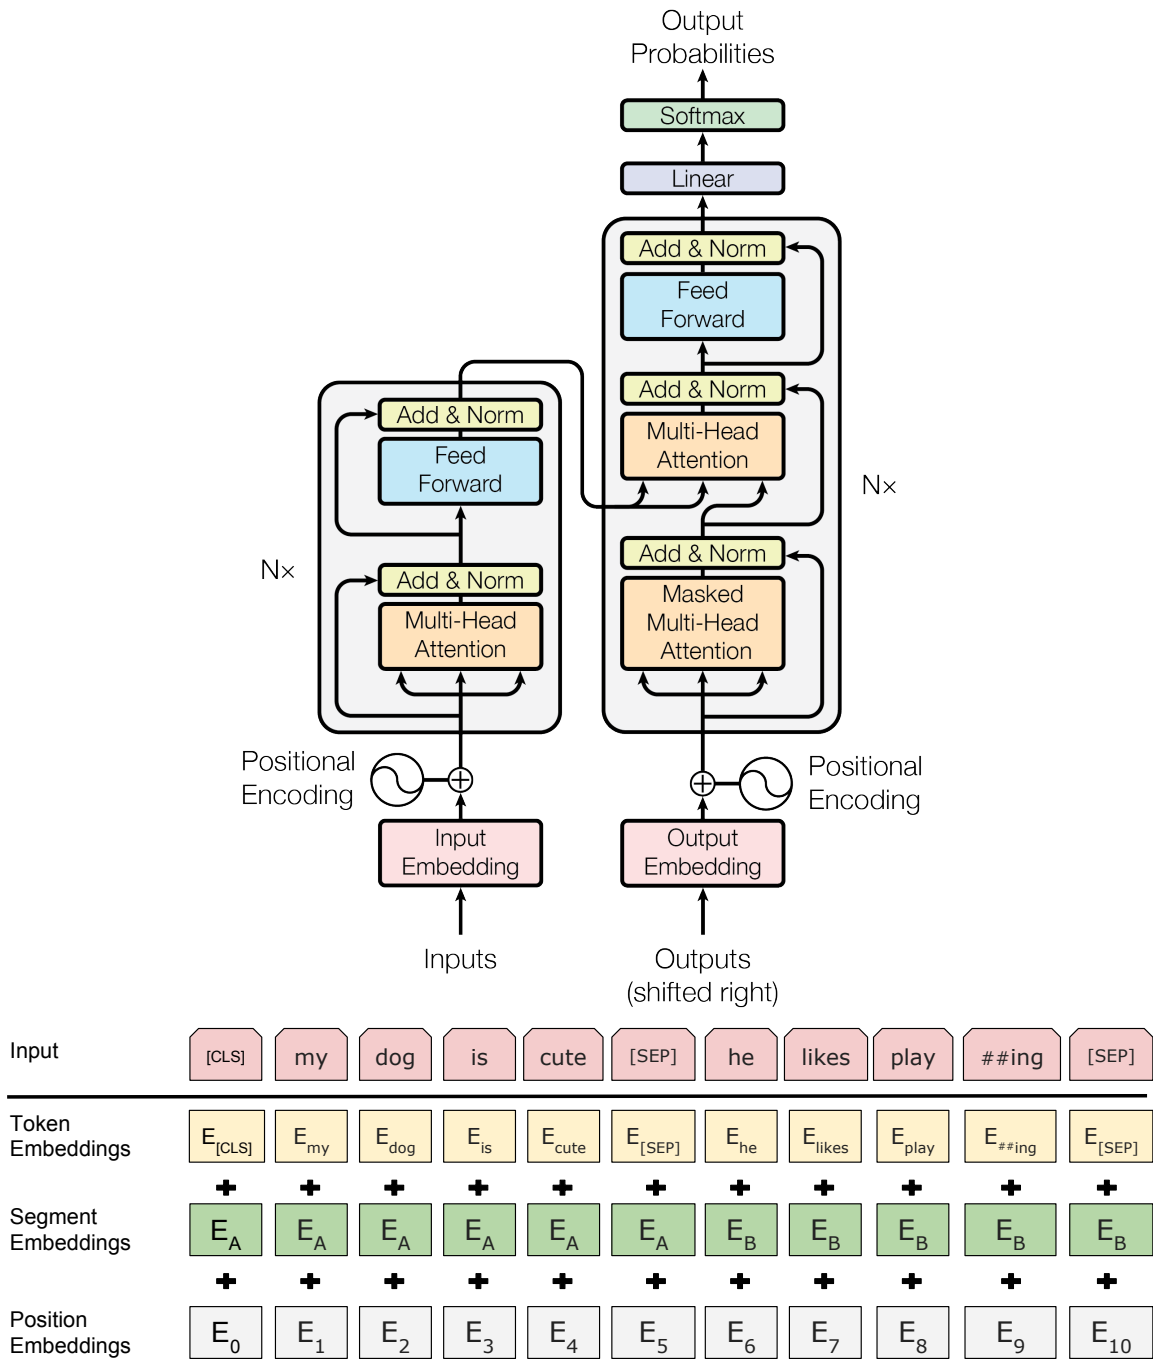 Output
Probabilities
Softmax
Linear
Add & Norm
Feed
Forward
Add & Norm
Multi-Head
Attention
Add & Norm
Masked
Multi-Head
Attention
N×
Add & Norm
Feed
Forward
Add & Norm
Multi-Head
Attention
N×
Positional
Encoding
Positional
Encoding
Input
Embedding
Output
Embedding
Inputs
Outputs
(shifted right)
Input [CLS] my dog is cute [SEP] he likes play ##ing [SEP]
Token
Embeddings
E[CLS] Emy Edog Eis Ecute E[SEP] Ehe Elikes Eplay E##ing E[SEP]
Segment
Embeddings
EA EA EA EA EA EA EB EB EB EB EB
Position
Embeddings
E0 E1 E2 E3 E4 E5 E6 E7 E8 E9 E10